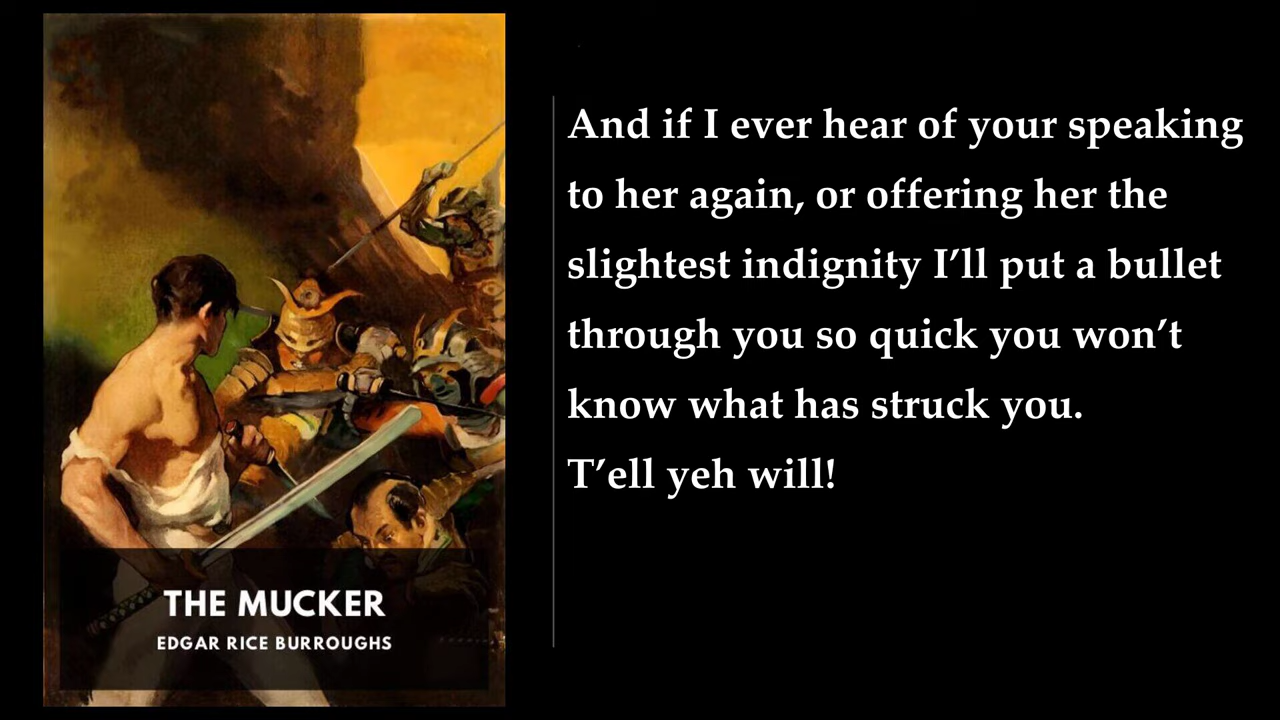 THE MUCKER
EDGAR RICE BURROUGHS
And if I ever hear of your speaking
to her again, or offering her the
slightest indignity I’ll put a bullet
through you so quick you won’t
know what has struck you.
T’ell yeh will!